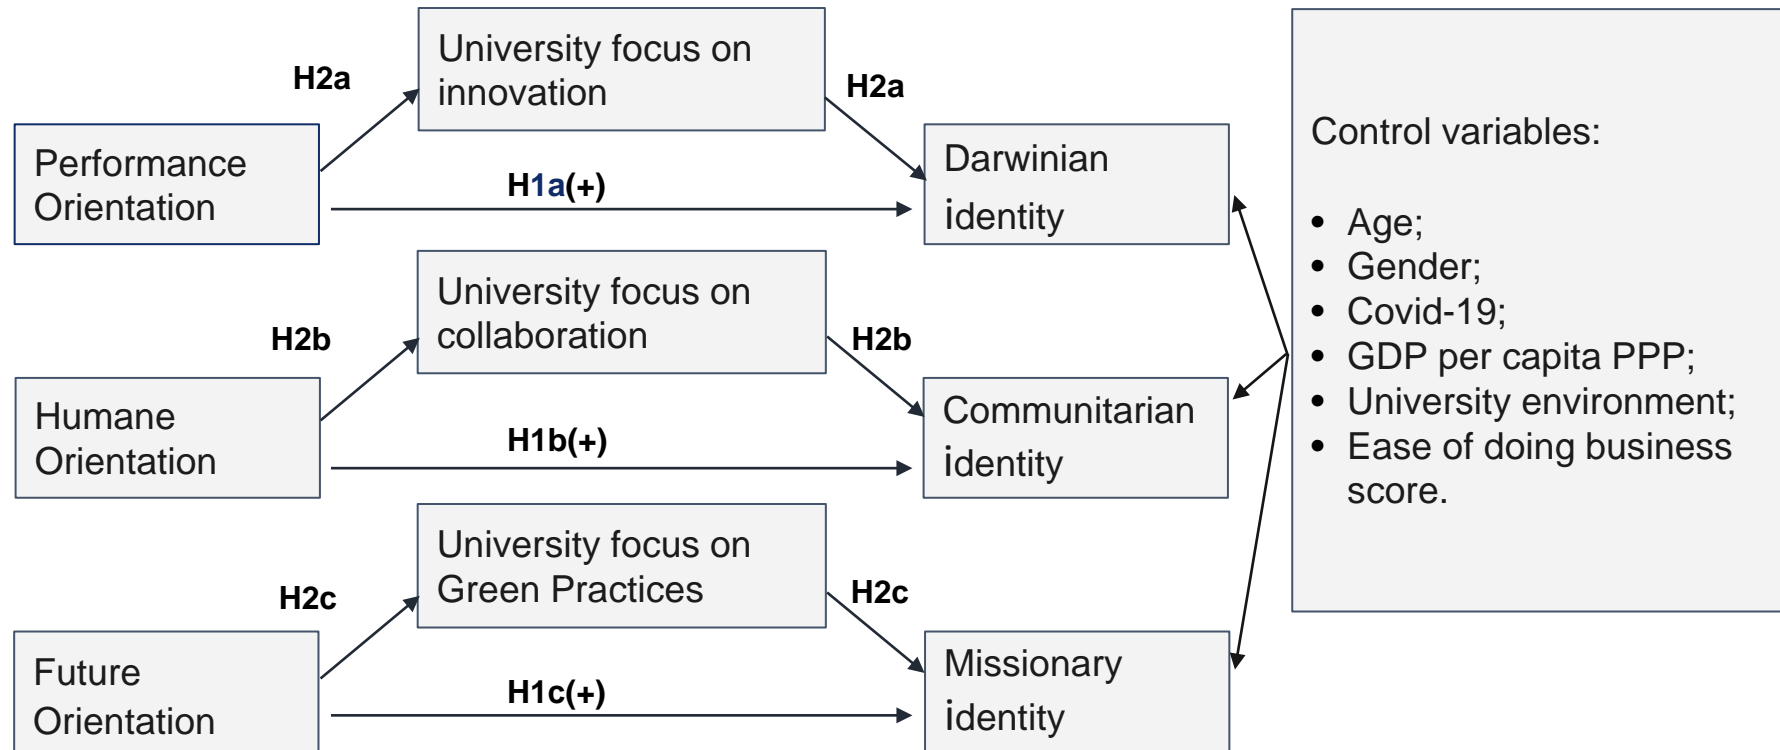 University focus on
innovation
H2a
H2a
Performance
Orientation
H1a(+)
Darwinian
identity
University focus on
collaboration
H2b
H2b
Humane
Orientation
H1b(+)
Communitarian
identity
University focus on
Green Practices
H2c
H2c
Future
Orientation
H1c(+)
Missionary
identity
Control variables:
• Age;
• Gender;
• Covid-19;
• GDP per capita PPP;
• University environment;
• Ease of doing business
score.